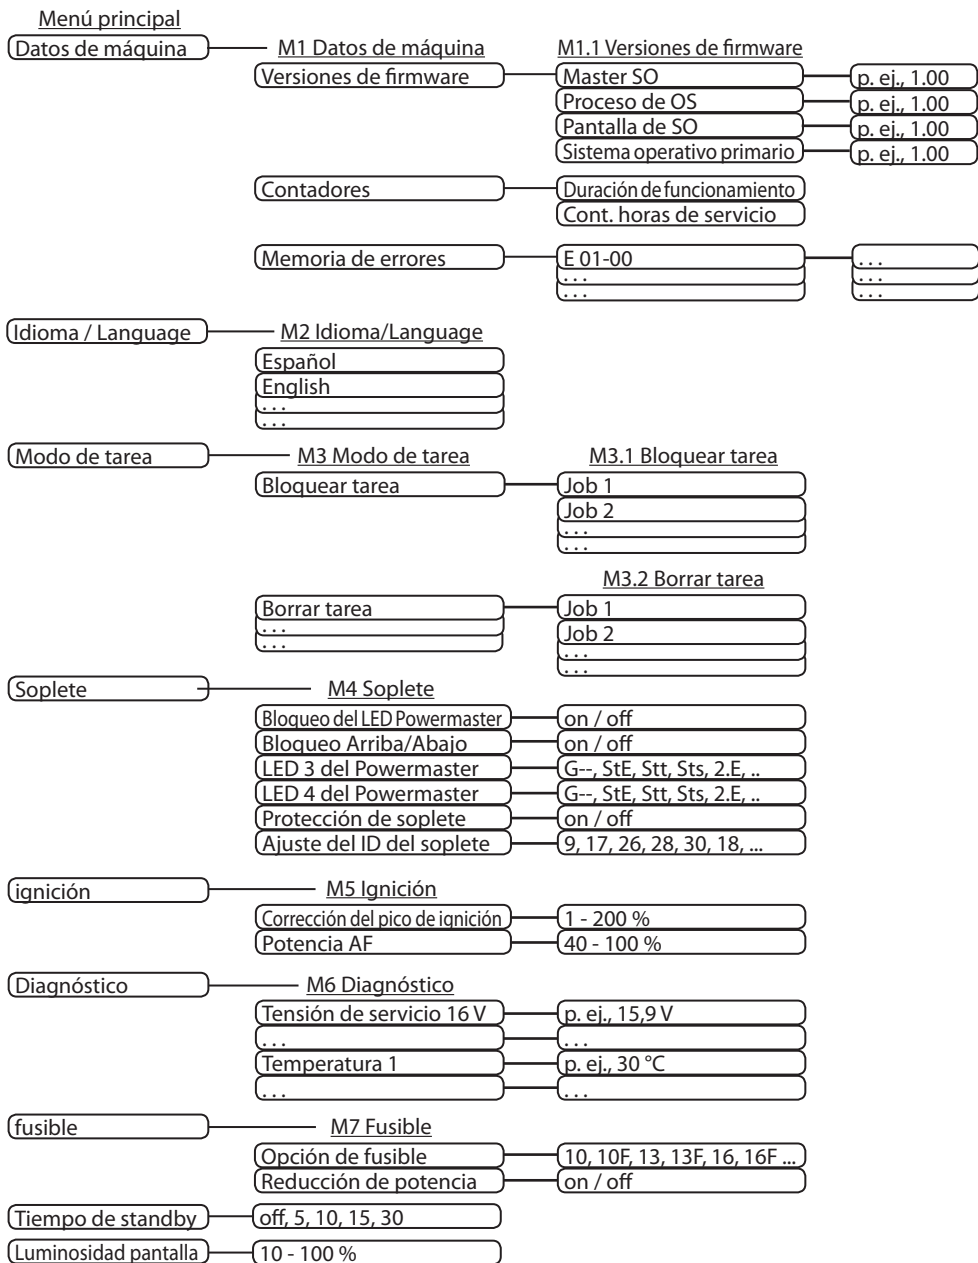 Menú principal
Datos de máquina M1 Datos de máquina M1.1 Versiones de firmware
Versiones de firmware Master SO p. ej., 1.00
Proceso de OS p. ej., 1.00
Pantalla de SO p. ej., 1.00
Sistema operativo primario p. ej., 1.00
Contadores Duración de funcionamiento
Cont. horas de servicio
Memoria de errores E 01-00 . . .
. . . . . .
. . . . . .
Idioma / Language M2 Idioma/Language
Español
English
. . .
. . .
Modo de tarea M3 Modo de tarea M3.1 Bloquear tarea
Bloquear tarea Job 1
Job 2
. . .
. . .
M3.2 Borrar tarea
Borrar tarea Job 1
. . . Job 2
. . . . . .
. . .
Soplete M4 Soplete
Bloqueo del LED Powermaster on / off
Bloqueo Arriba/Abajo on / off
LED 3 del Powermaster G--, StE, Stt, Sts, 2.E, ..
LED 4 del Powermaster G--, StE, Stt, Sts, 2.E, ..
Protección de soplete on / off
Ajuste del ID del soplete 9, 17, 26, 28, 30, 18, ...
ignición M5 Ignición
Corrección del pico de ignición 1 - 200 %
Potencia AF 40 - 100 %
Diagnóstico M6 Diagnóstico
Tensión de servicio 16 V p. ej., 15,9 V
. . . . . .
Temperatura 1 p. ej., 30 °C
. . . . . .
fusible M7 Fusible
Opción de fusible 10, 10F, 13, 13F, 16, 16F ...
Reducción de potencia on / off
Tiempo de standby off, 5, 10, 15, 30
Luminosidad pantalla 10 - 100 %